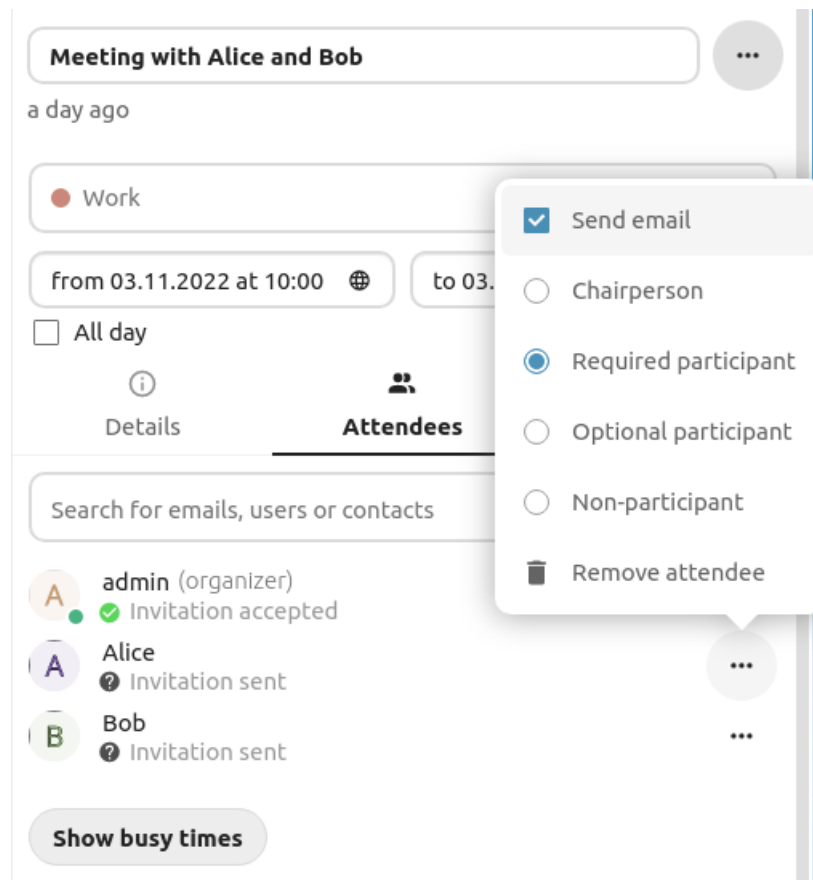 Meeting with Alice and Bob
a day ago
Work
from 03.11.2022 at 10:00
to 03.
All day
Details
Attendees
Search for emails, users or contacts
Send email
Chairperson
Required participant
Optional participant
Non-participant
Remove attendee
A
admin (organizer)
Invitation accepted
A
Alice
Invitation sent
B
Bob
Invitation sent
Show busy times